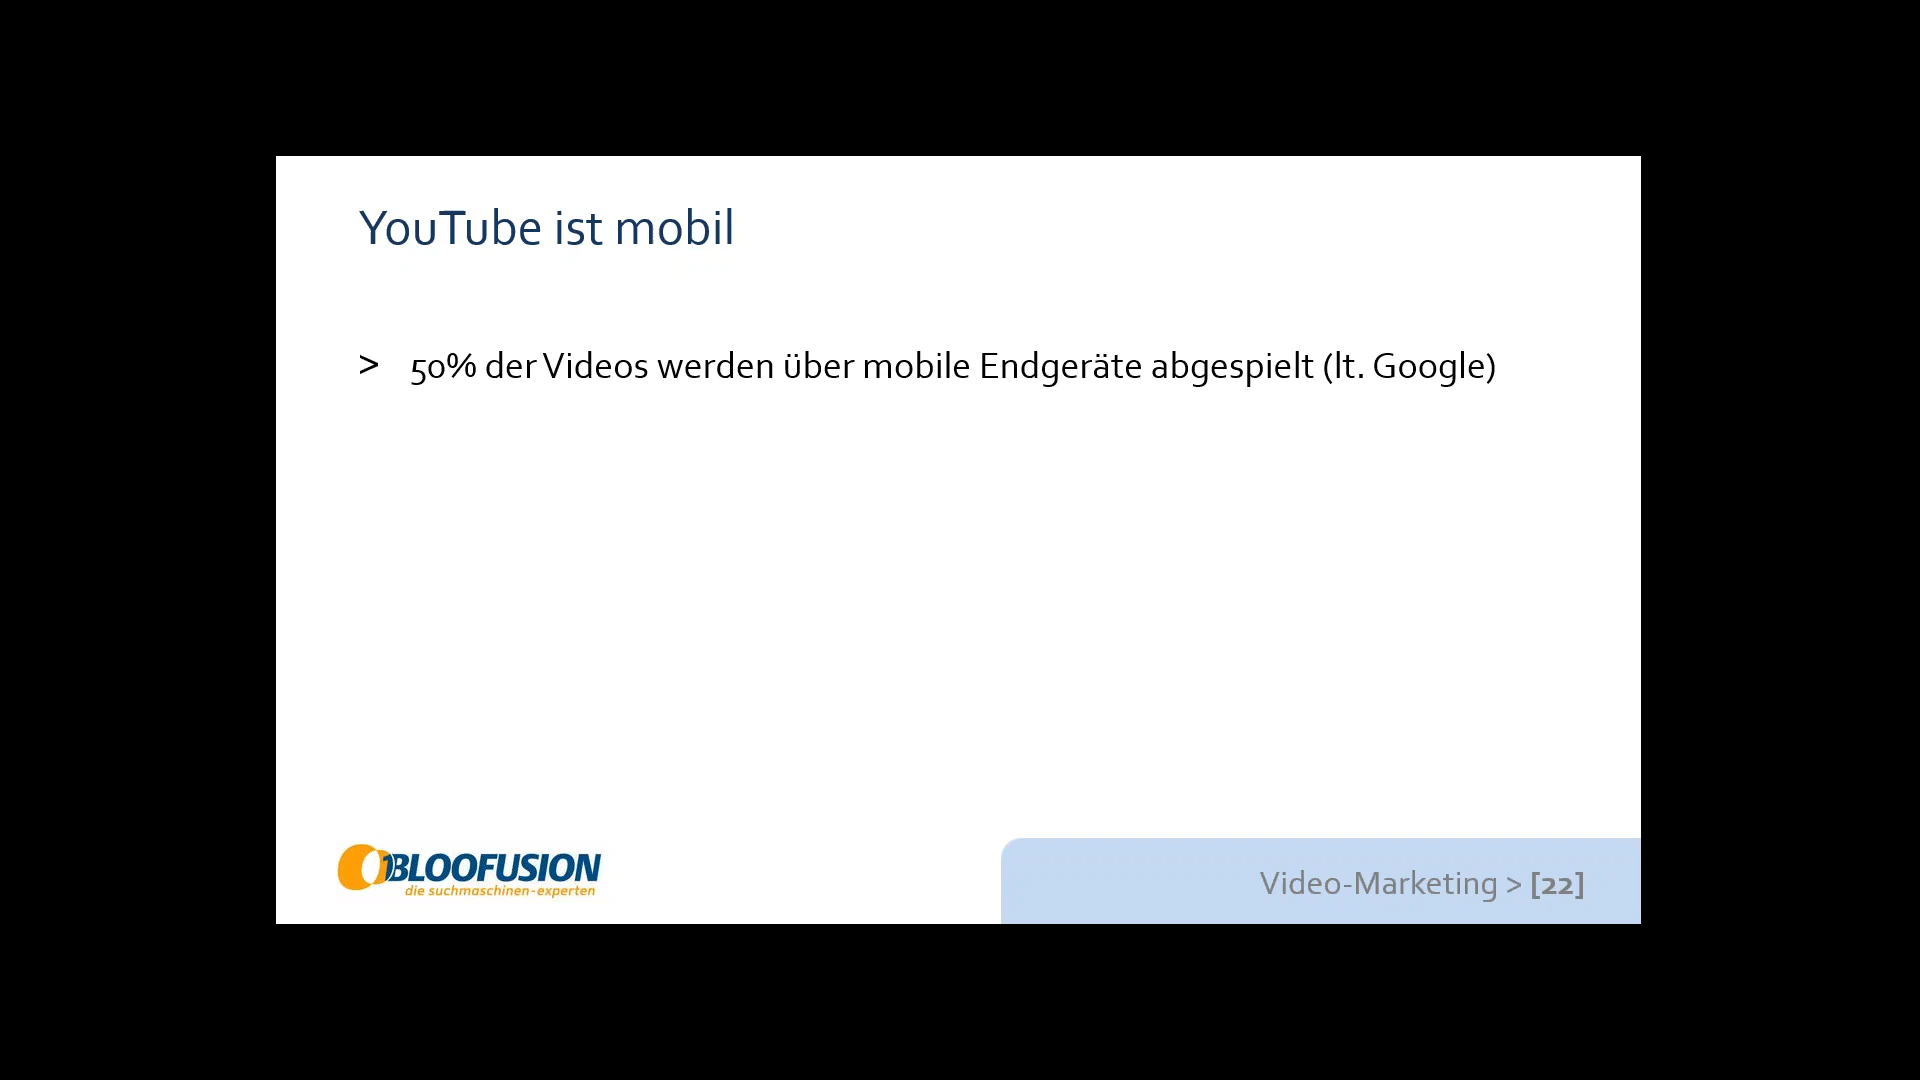 YouTube ist mobil
> 50% der Videos werden über mobile Endgeräte abgespielt (lt. Google)
BLOOFUSION
die suchmaschinen-experten
Video-Marketing > [22]